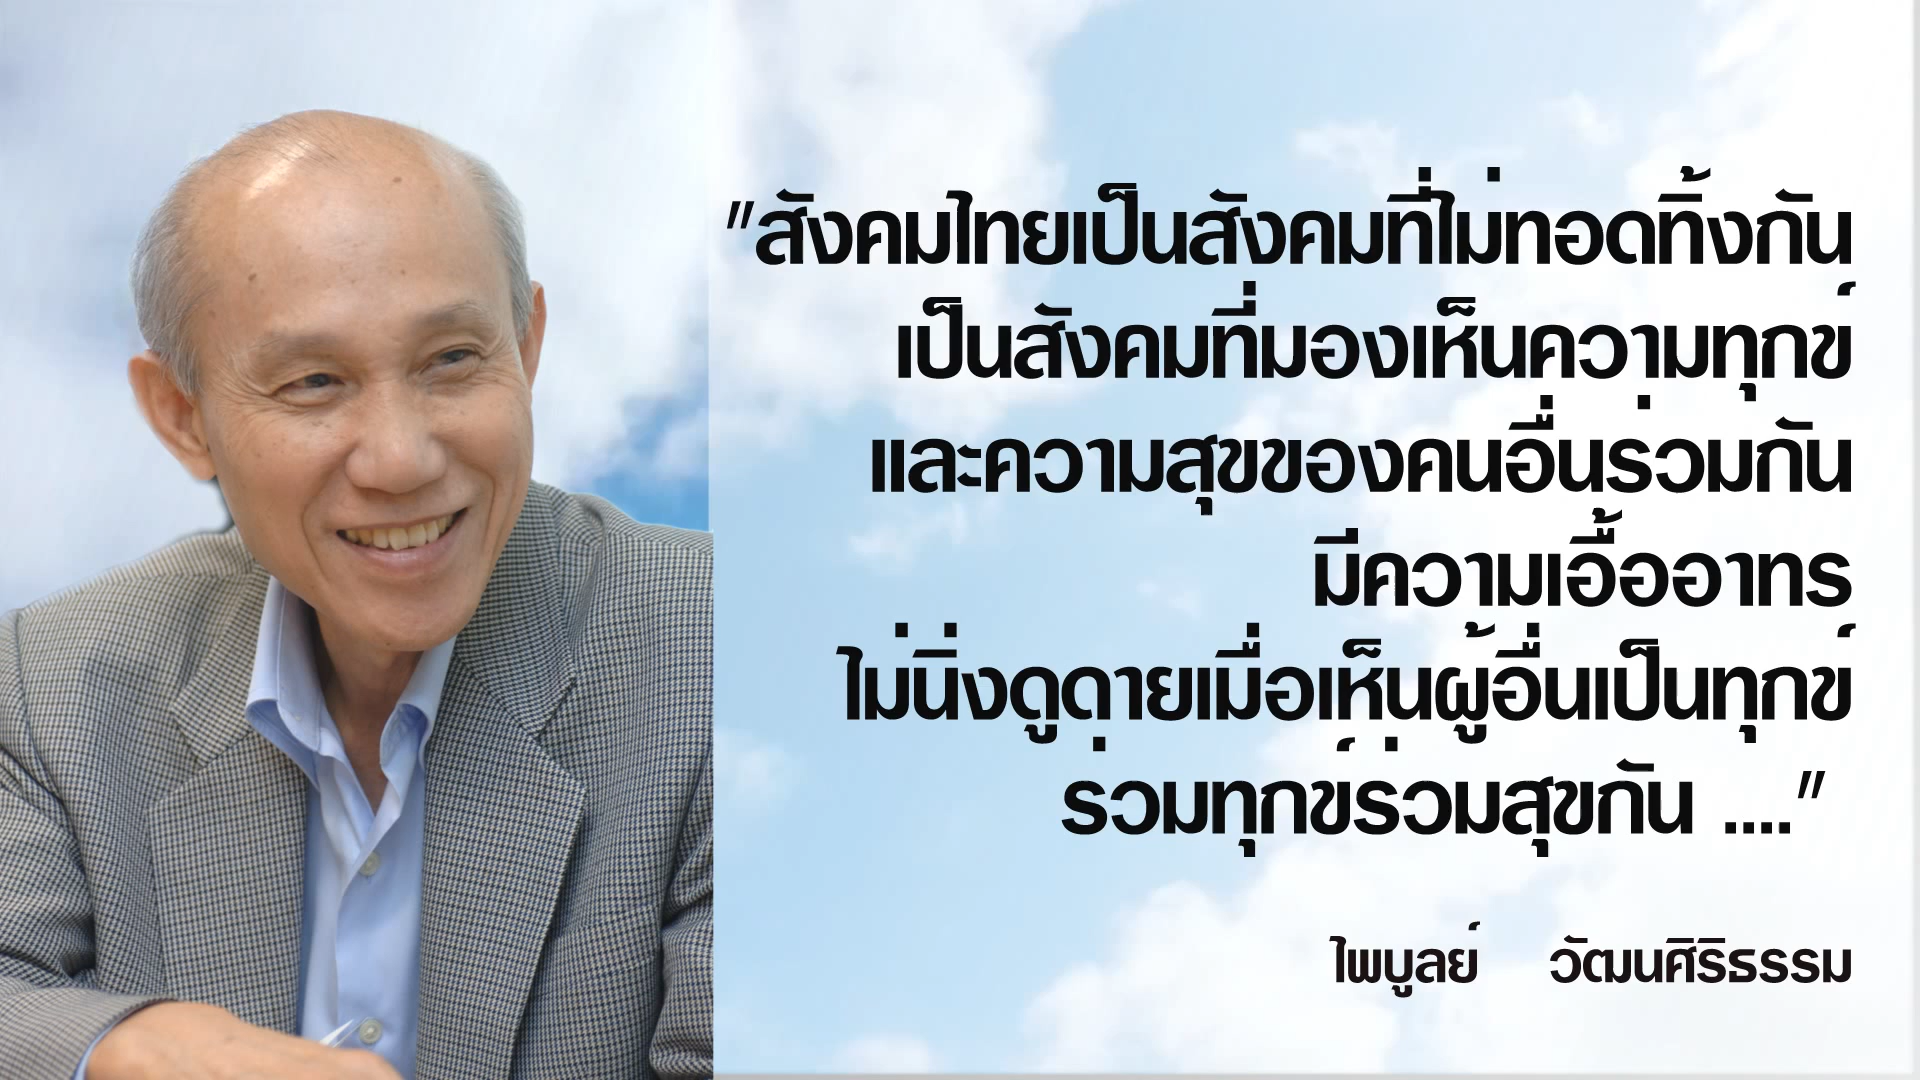 "สังคมไทยเป็นสังคมที่ไม่ทอดทิ้งกัน
เป็นสังคมที่มองเห็นความทุกข์
และความสุขของคนอื่นร่วมกัน
มีความเอื้ออาทร
ไม่นิ่งดูดายเมื่อเห็นผู้อื่นเป็นทุกข์
ร่วมทุกข์ร่วมสุขกัน ...."
ไพบูลย์ วัฒนศิริธรรม